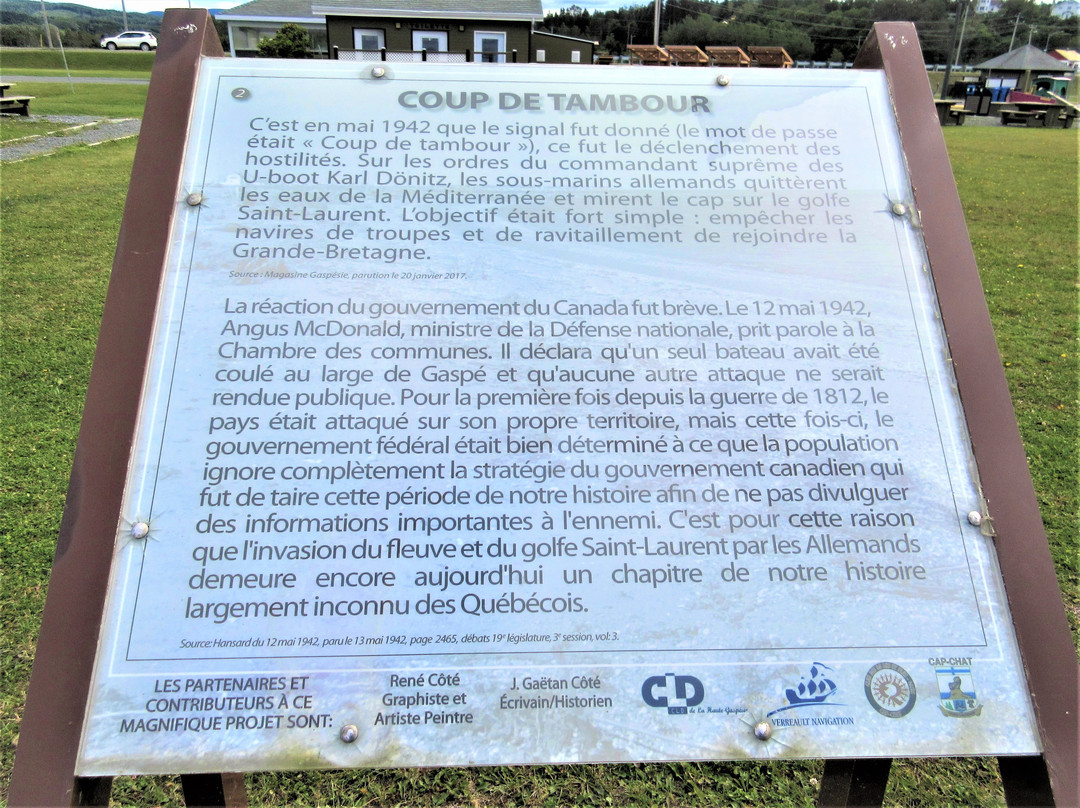 2
COUP DE TAMBOUR
C'est en mai 1942 que le signal fut donné (le mot de passe
était « Coup de tambour »), ce fut le déclenchement des
hostilités. Sur les ordres du commandant suprême des
U-boot Karl Dönitz, les sous-marins allemands quittèrent
les eaux de la Méditerranée et mirent le cap sur le golfe
Saint-Laurent. L'objectif était fort simple : empêcher les
navires de troupes et de ravitaillement de rejoindre la
Grande-Bretagne.
Source : Magasine Gaspésie, parution le 20 janvier 2017.
La réaction du gouvernement du Canada fut brève. Le 12 mai 1942,
Angus McDonald, ministre de la Défense nationale, prit parole à la
Chambre des communes. Il déclara qu'un seul bateau avait été
coulé au large de Gaspé et qu'aucune autre attaque ne serait
rendue publique. Pour la première fois depuis la guerre de 1812, le
pays était attaqué sur son propre territoire, mais cette fois-ci, le
gouvernement fédéral était bien déterminé à ce que la population
ignore complètement la stratégie du gouvernement canadien qui
fut de taire cette période de notre histoire afin de ne pas divulguer
des informations importantes à l'ennemi. C'est pour cette raison
que l'invasion du fleuve et du golfe Saint-Laurent par les Allemands
demeure encore aujourd'hui un chapitre de notre histoire
largement inconnu des Québécois.
Source: Hansard du 12 mai 1942, paru le 13 mai 1942, page 2465, débats 19e législature, 3e session, vol: 3.
LES PARTENAIRES ET
CONTRIBUTEURS À CE
MAGNIFIQUE PROJET SONT:
René Côté
Graphiste et
Artiste Peintre
J. Gaëtan Côté
Écrivain/Historien
CLD
CLD de La Haute-Gaspésie
VERREAULT NAVIGATION
CAP-CHAT